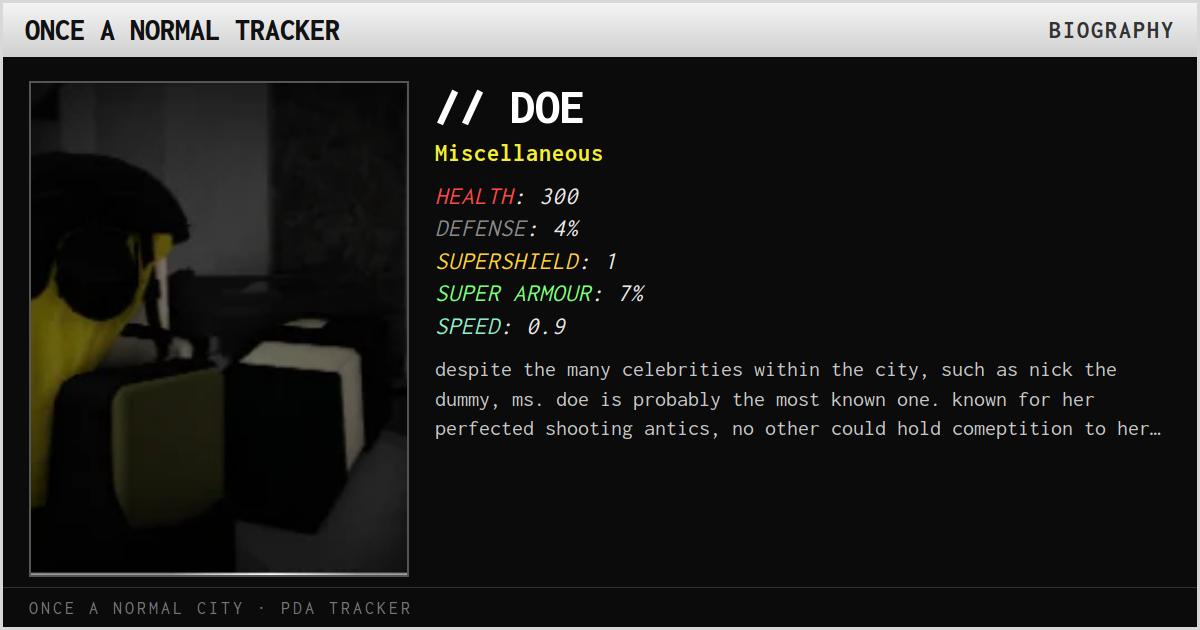 ONCE A NORMAL TRACKER
BIOGRAPHY
// DOE
Miscellaneous
HEALTH: 300
DEFENSE: 4%
SUPERSHIELD: 1
SUPER ARMOUR: 7%
SPEED: 0.9
despite the many celebrities within the city, such as nick the
dummy, ms. doe is probably the most known one. known for her
perfected shooting antics, no other could hold comeptition to her…
ONCE A NORMAL CITY · PDA TRACKER